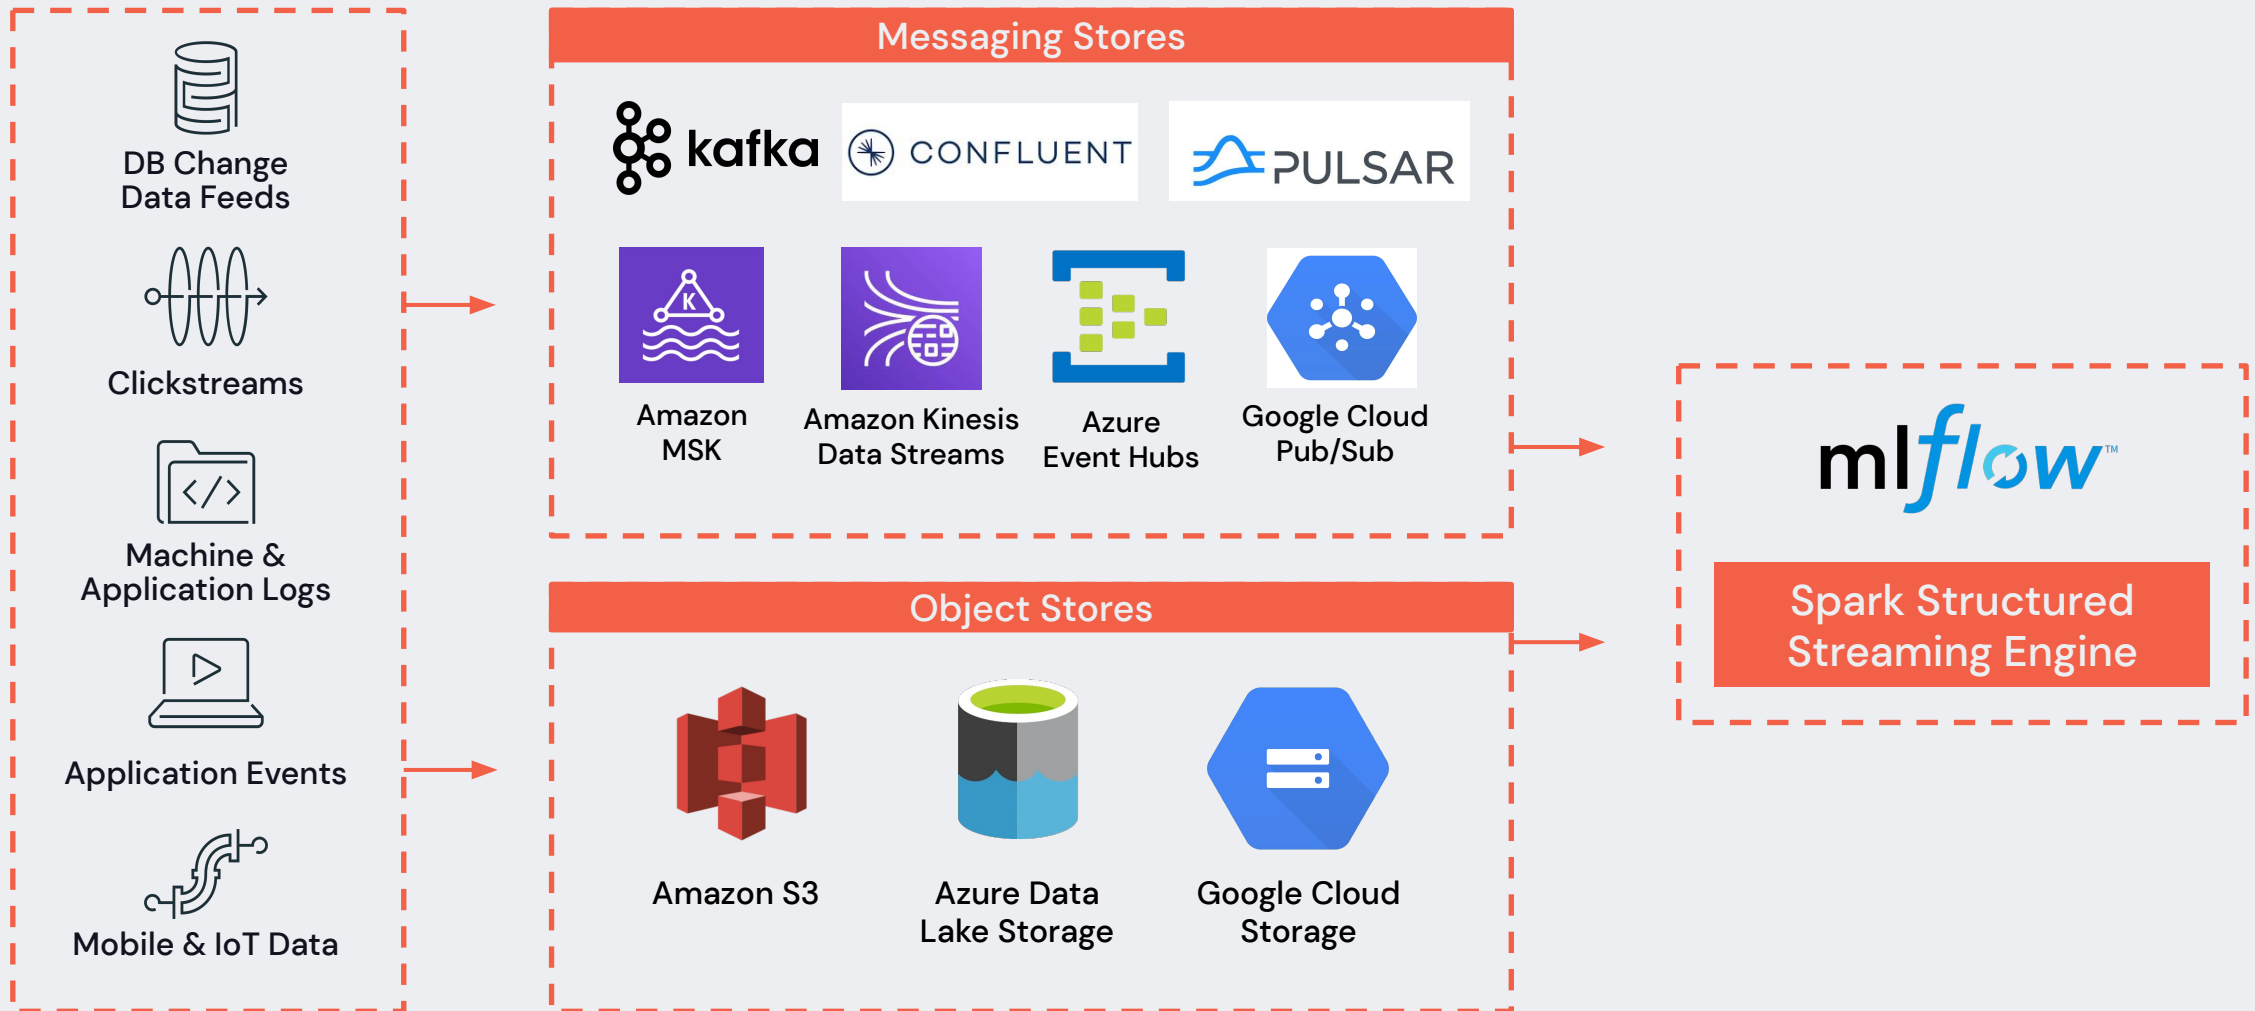 DB Change
Data Feeds
Clickstreams
Machine &
Application Logs
Application Events
Mobile & IoT Data
Messaging Stores
kafka
CONFLUENT
PULSAR
K
Amazon
MSK
Amazon Kinesis
Data Streams
Azure
Event Hubs
Google Cloud
Pub/Sub
Object Stores
Amazon S3
Azure Data
Lake Storage
Google Cloud
Storage
mlflow™
Spark Structured
Streaming Engine